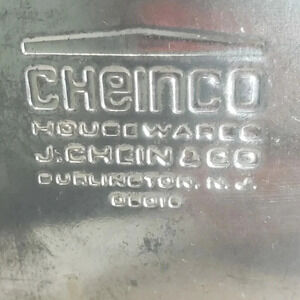 CHEINCO
HOUSEWARES
J. CHEIN & CO
BURLINGTON, N. J.
08016